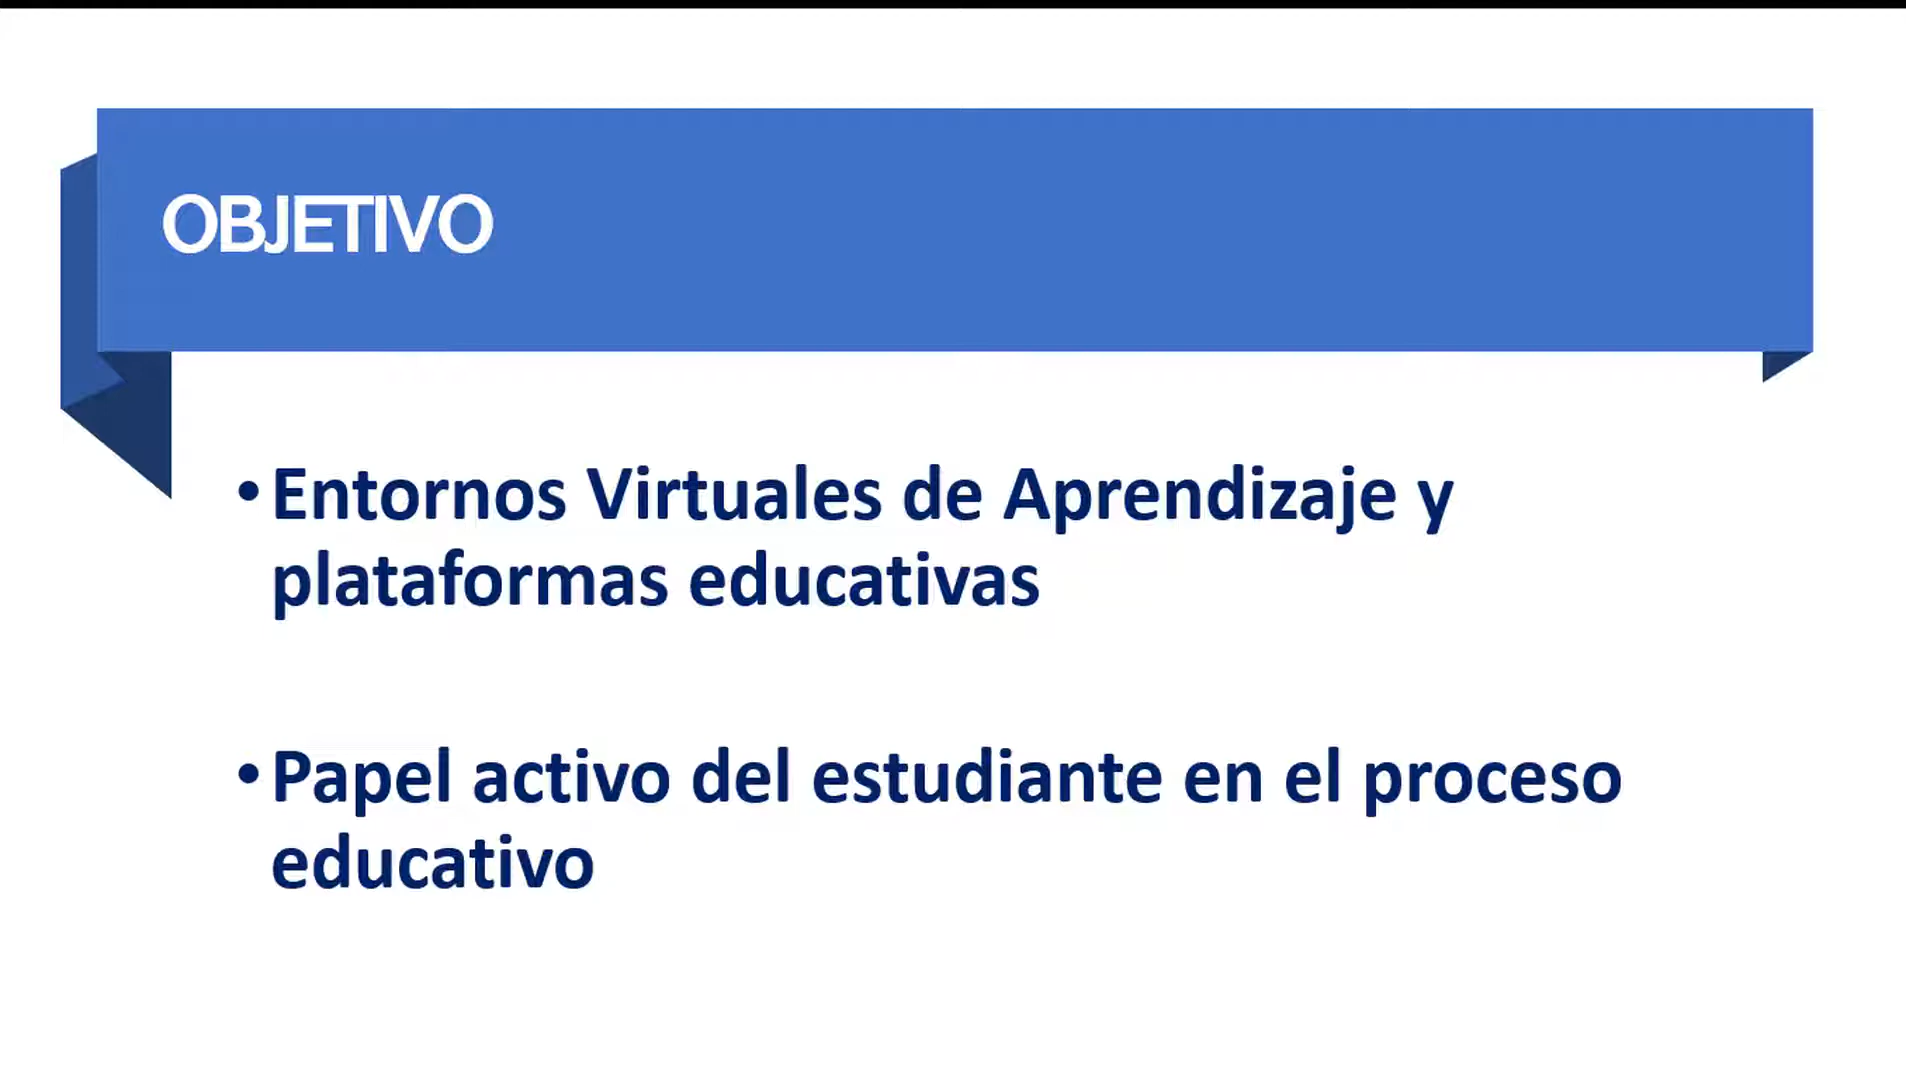 OBJETIVO
• Entornos Virtuales de Aprendizaje y
plataformas educativas
• Papel activo del estudiante en el proceso
educativo